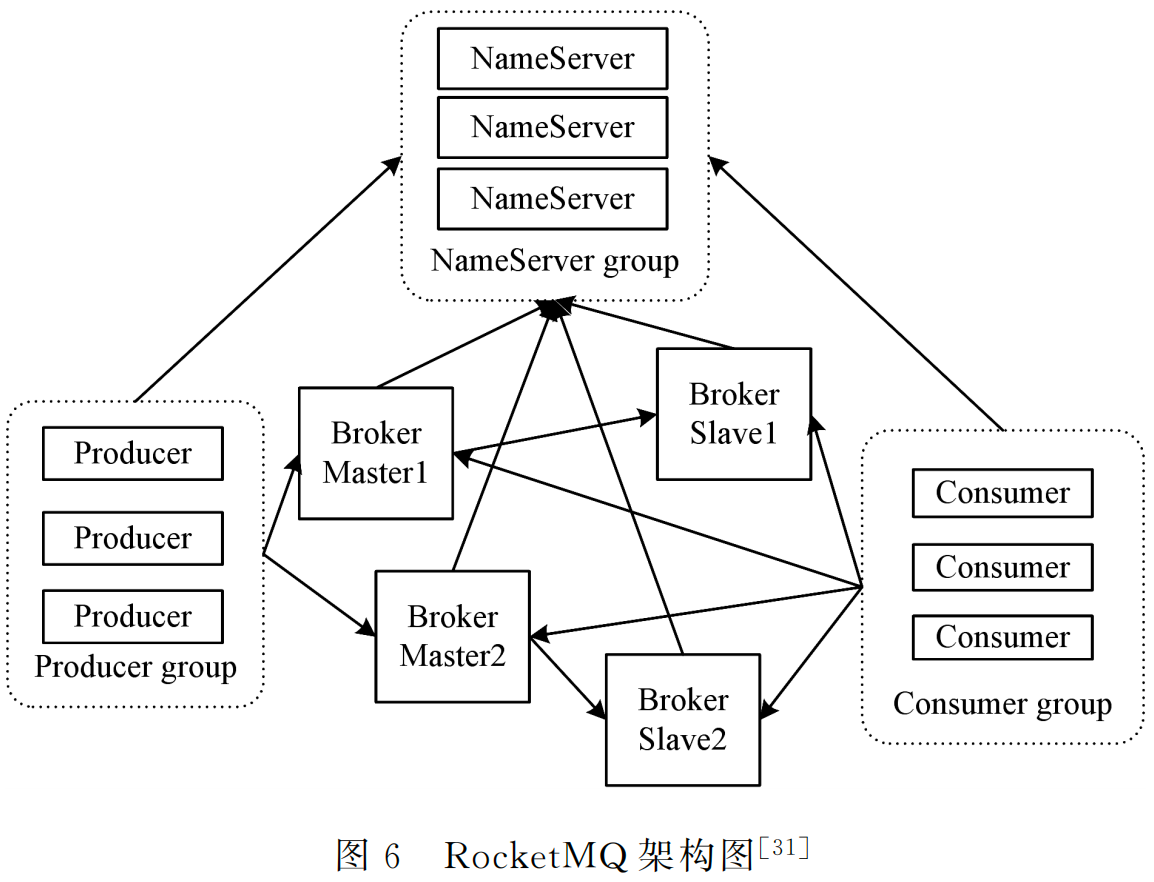 NameServer
NameServer
NameServer
NameServer group
Broker
Master1
Broker
Slave1
Producer
Producer
Producer
Producer group
Broker
Master2
Broker
Slave2
Consumer
Consumer
Consumer
Consumer group
图 6 RocketMQ 架构图[31]